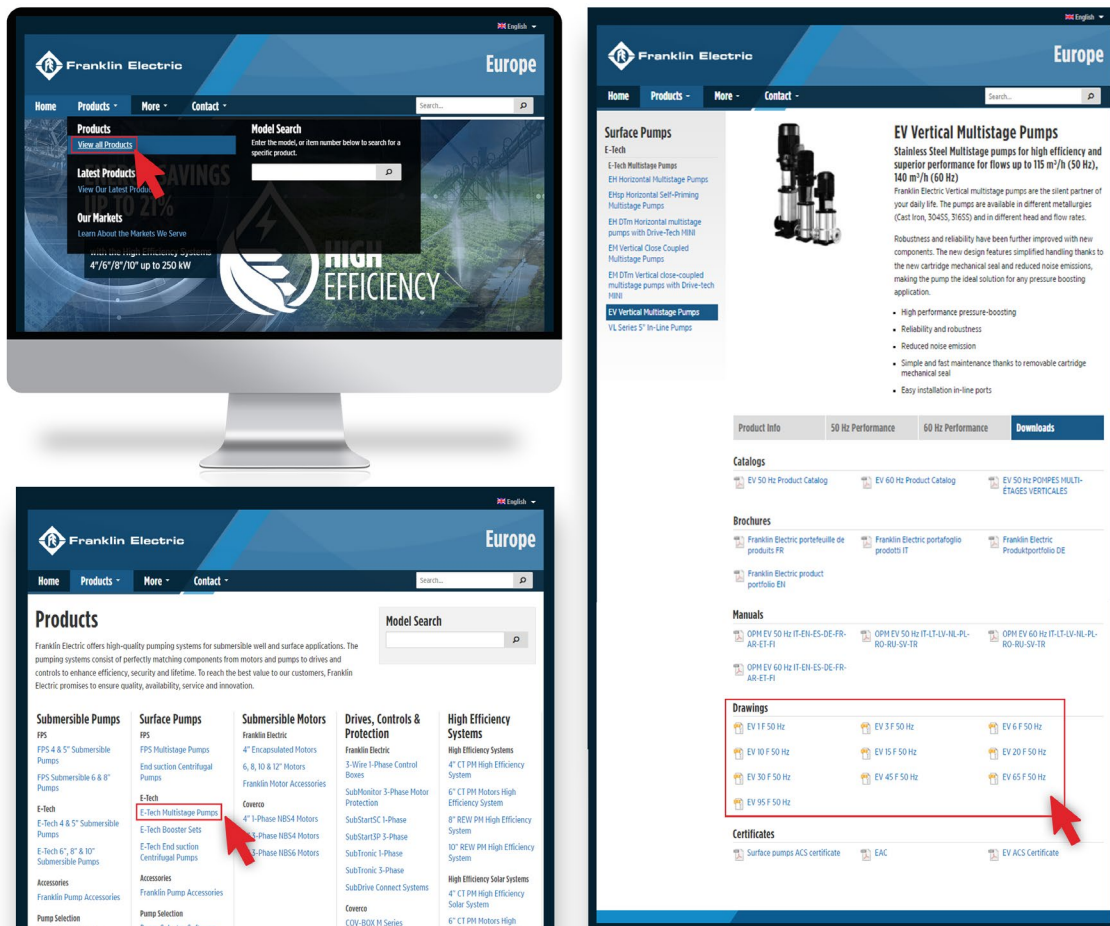 English
Franklin Electric
Europe
Home Products More Contact
Search...
Products
View all Products
Latest Products
View Our Latest Products
Our Markets
Learn About the Markets We Serve
Model Search
Enter the model, or item number below to search for a
specific product.
SAVINGS
UP TO 21%
with the High Efficiency Systems
4"/6"/8"/10" up to 250 kW
HIGH
EFFICIENCY
English
Franklin Electric
Europe
Home Products More Contact
Search...
Products
Franklin Electric offers high-quality pumping systems for submersible well and surface applications. The
pumping systems consist of perfectly matching components from motors and pumps to drives and
controls to enhance efficiency, security and lifetime. To reach the best value to our customers, Franklin
Electric promises to ensure quality, availability, service and innovation.
Model Search
Submersible Pumps
FPS
FPS 4 & 5" Submersible
Pumps
FPS Submersible 6 & 8"
Pumps
E-Tech
E-Tech 4 & 5" Submersible
Pumps
E-Tech 6", 8" & 10"
Submersible Pumps
Accessories
Franklin Pump Accessories
Pump Selection
Surface Pumps
FPS
FPS Multistage Pumps
End suction Centrifugal
Pumps
E-Tech
E-Tech Multistage Pumps
E-Tech Booster Sets
E-Tech End suction
Centrifugal Pumps
Accessories
Franklin Pump Accessories
Pump Selection
Submersible Motors
Franklin Electric
4" Encapsulated Motors
6, 8, 10 & 12" Motors
Franklin Motor Accessories
Coverco
4" 1-Phase NBS4 Motors
3-Phase NBS4 Motors
3-Phase NBS6 Motors
Drives, Controls &
Protection
Franklin Electric
3-Wire 1-Phase Control
Boxes
SubMonitor 3-Phase Motor
Protection
SubStartSC 1-Phase
SubStart3P 3-Phase
SubTronic 1-Phase
SubTronic 3-Phase
SubDrive Connect Systems
Coverco
COV-BOX M Series
High Efficiency
Systems
High Efficiency Systems
4" CT PM High Efficiency
System
6" CT PM Motors High
Efficiency System
8" REW PM High Efficiency
System
10" REW PM High Efficiency
System
High Efficiency Solar Systems
4" CT PM High Efficiency
Solar System
6" CT PM Motors High
English
Franklin Electric
Europe
Home Products More Contact
Search...
Surface Pumps
E-Tech
E-Tech Multistage Pumps
EH Horizontal Multistage Pumps
EHsp Horizontal Self-Priming
Multistage Pumps
EH DTm Horizontal multistage
pumps with Drive-Tech MINI
EM Vertical Close Coupled
Multistage Pumps
EM DTm Vertical close-coupled
multistage pumps with Drive-tech
MINI
EV Vertical Multistage Pumps
VL Series 5" In-Line Pumps
EV Vertical Multistage Pumps
Stainless Steel Multistage pumps for high efficiency and
superior performance for flows up to 115 m³/h (50 Hz),
140 m³/h (60 Hz)
Franklin Electric Vertical multistage pumps are the silent partner of
your daily life. The pumps are available in different metallurgies
(Cast Iron, 304SS, 316SS) and in different head and flow rates.
Robustness and reliability have been further improved with new
components. The new design features simplified handling thanks to
the new cartridge mechanical seal and reduced noise emissions,
making the pump the ideal solution for any pressure boosting
application.
• High performance pressure-boosting
• Reliability and robustness
• Reduced noise emission
• Simple and fast maintenance thanks to removable cartridge
mechanical seal
• Easy installation in-line ports
Product Info 50 Hz Performance 60 Hz Performance Downloads
Catalogs
EV 50 Hz Product Catalog
EV 60 Hz Product Catalog
EV 50 Hz POMPES MULTI-
ÉTAGES VERTICALES
Brochures
Franklin Electric portefeuille de
produits FR
Franklin Electric portafoglio
prodotti IT
Franklin Electric
Produktportfolio DE
Franklin Electric product
portfolio EN
Manuals
OPM EV 50 Hz IT-EN-ES-DE-FR-
AR-ET-FI
OPM EV 50 Hz IT-LT-LV-NL-PL-
RO-RU-SV-TR
OPM EV 60 Hz IT-LT-LV-NL-PL-
RO-RU-SV-TR
OPM EV 60 Hz IT-EN-ES-DE-FR-
AR-ET-FI
Drawings
EV 1 F 50 Hz
EV 3 F 50 Hz
EV 6 F 50 Hz
EV 10 F 50 Hz
EV 15 F 50 Hz
EV 20 F 50 Hz
EV 30 F 50 Hz
EV 45 F 50 Hz
EV 65 F 50 Hz
EV 95 F 50 Hz
Certificates
Surface pumps ACS certificate
EAC
EV ACS Certificate